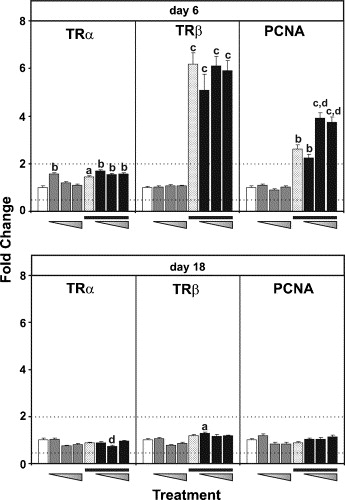 day 6
TRα TRβ PCNA
8
6
4
2
0
b a b b b
c c c c
b b c,d c,d
Fold Change
day 18
TRα TRβ PCNA
8
6
4
2
0
d a
Treatment